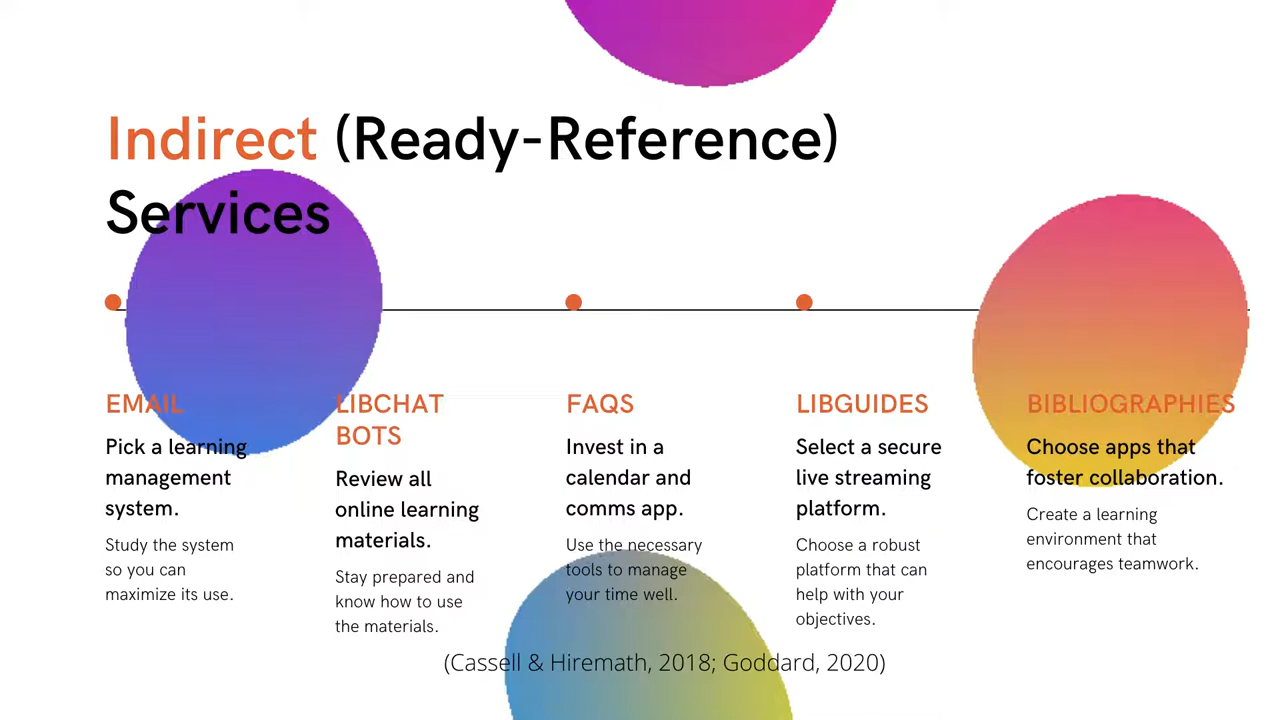 Indirect (Ready-Reference)
Services
EMAIL
Pick a learning
management
system.
Study the system
so you can
maximize its use.
LIBCHAT
BOTS
Review all
online learning
materials.
Stay prepared and
know how to use
the materials.
FAQS
Invest in a
calendar and
comms app.
Use the necessary
tools to manage
your time well.
LIBGUIDES
Select a secure
live streaming
platform.
Choose a robust
platform that can
help with your
objectives.
BIBLIOGRAPHIES
Choose apps that
foster collaboration.
Create a learning
environment that
encourages teamwork.
(Cassell & Hiremath, 2018; Goddard, 2020)